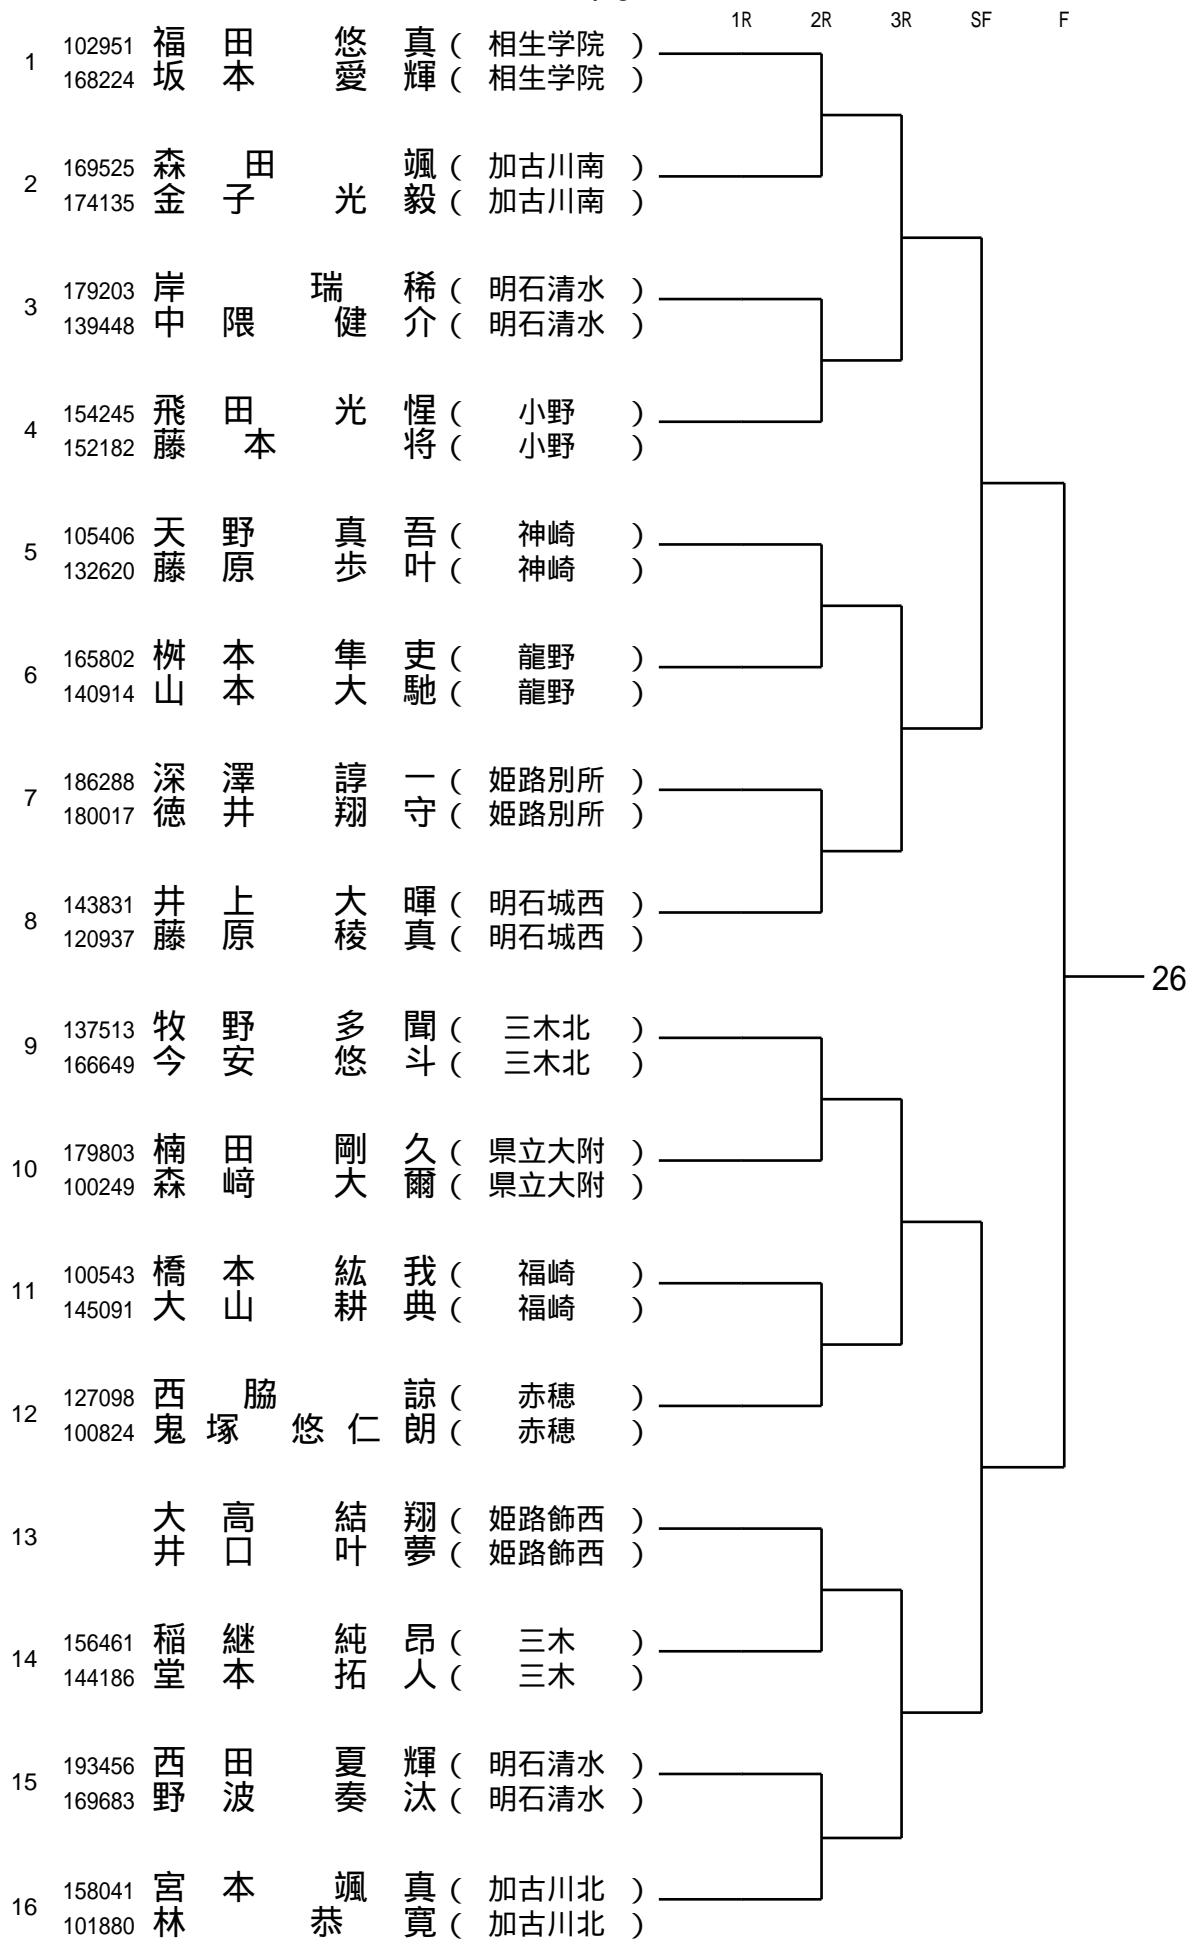 1R 2R 3R SF F
1 102951 福田 悠真 ( 相生学院 )
168224 坂本 愛輝 ( 相生学院 )
2 169525 森田 颯 ( 加古川南 )
174135 金子 光毅 ( 加古川南 )
3 179203 岸 瑞稀 ( 明石清水 )
139448 中隈 健介 ( 明石清水 )
4 154245 飛田 光惺 ( 小野 )
152182 藤本 将 ( 小野 )
5 105406 天野 真吾 ( 神崎 )
132620 藤原 歩叶 ( 神崎 )
6 165802 桝本 隼吏 ( 龍野 )
140914 山本 大馳 ( 龍野 )
7 186288 深澤 諄一 ( 姫路別所 )
180017 徳井 翔守 ( 姫路別所 )
8 143831 井上 大暉 ( 明石城西 )
120937 藤原 稜真 ( 明石城西 )
26
9 137513 牧野 多聞 ( 三木北 )
166649 今安 悠斗 ( 三木北 )
10 179803 楠田 剛久 ( 県立大附 )
100249 森﨑 大爾 ( 県立大附 )
11 100543 橋本 紘我 ( 福崎 )
145091 大山 耕典 ( 福崎 )
12 127098 西脇 諒 ( 赤穂 )
100824 鬼塚 悠仁朗 ( 赤穂 )
13 大高 結翔 ( 姫路飾西 )
井口 叶夢 ( 姫路飾西 )
14 156461 稲継 純昂 ( 三木 )
144186 堂本 拓人 ( 三木 )
15 193456 西田 夏輝 ( 明石清水 )
169683 野波 奏汰 ( 明石清水 )
16 158041 宮本 颯真 ( 加古川北 )
101880 林 恭寛 ( 加古川北 )